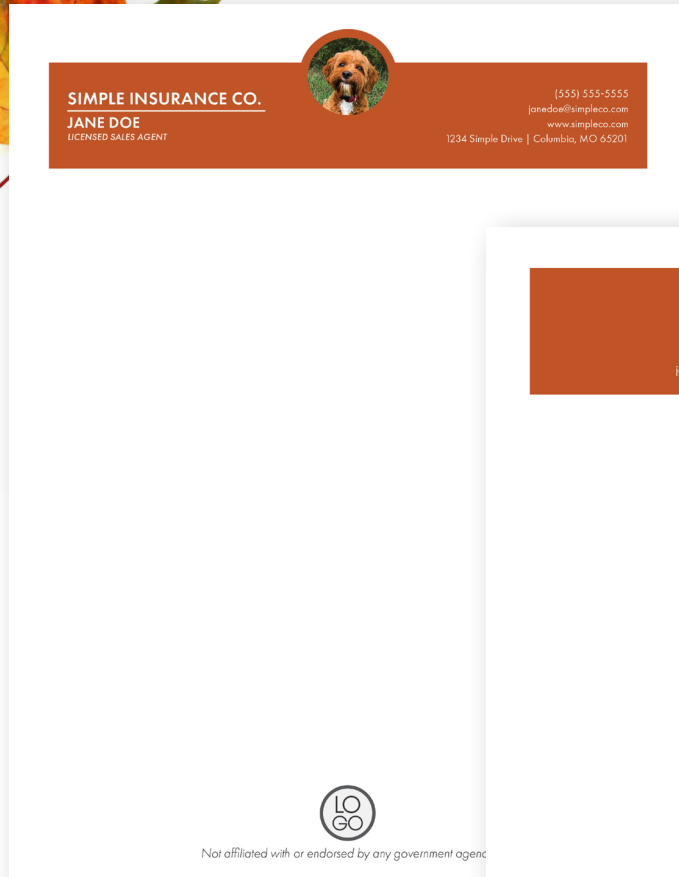 SIMPLE INSURANCE CO.
JANE DOE
LICENSED SALES AGENT
(555) 555-5555
janedoe@simpleco.com
www.simpleco.com
1234 Simple Drive | Columbia, MO 65201
LO
GO
Not affiliated with or endorsed by any government